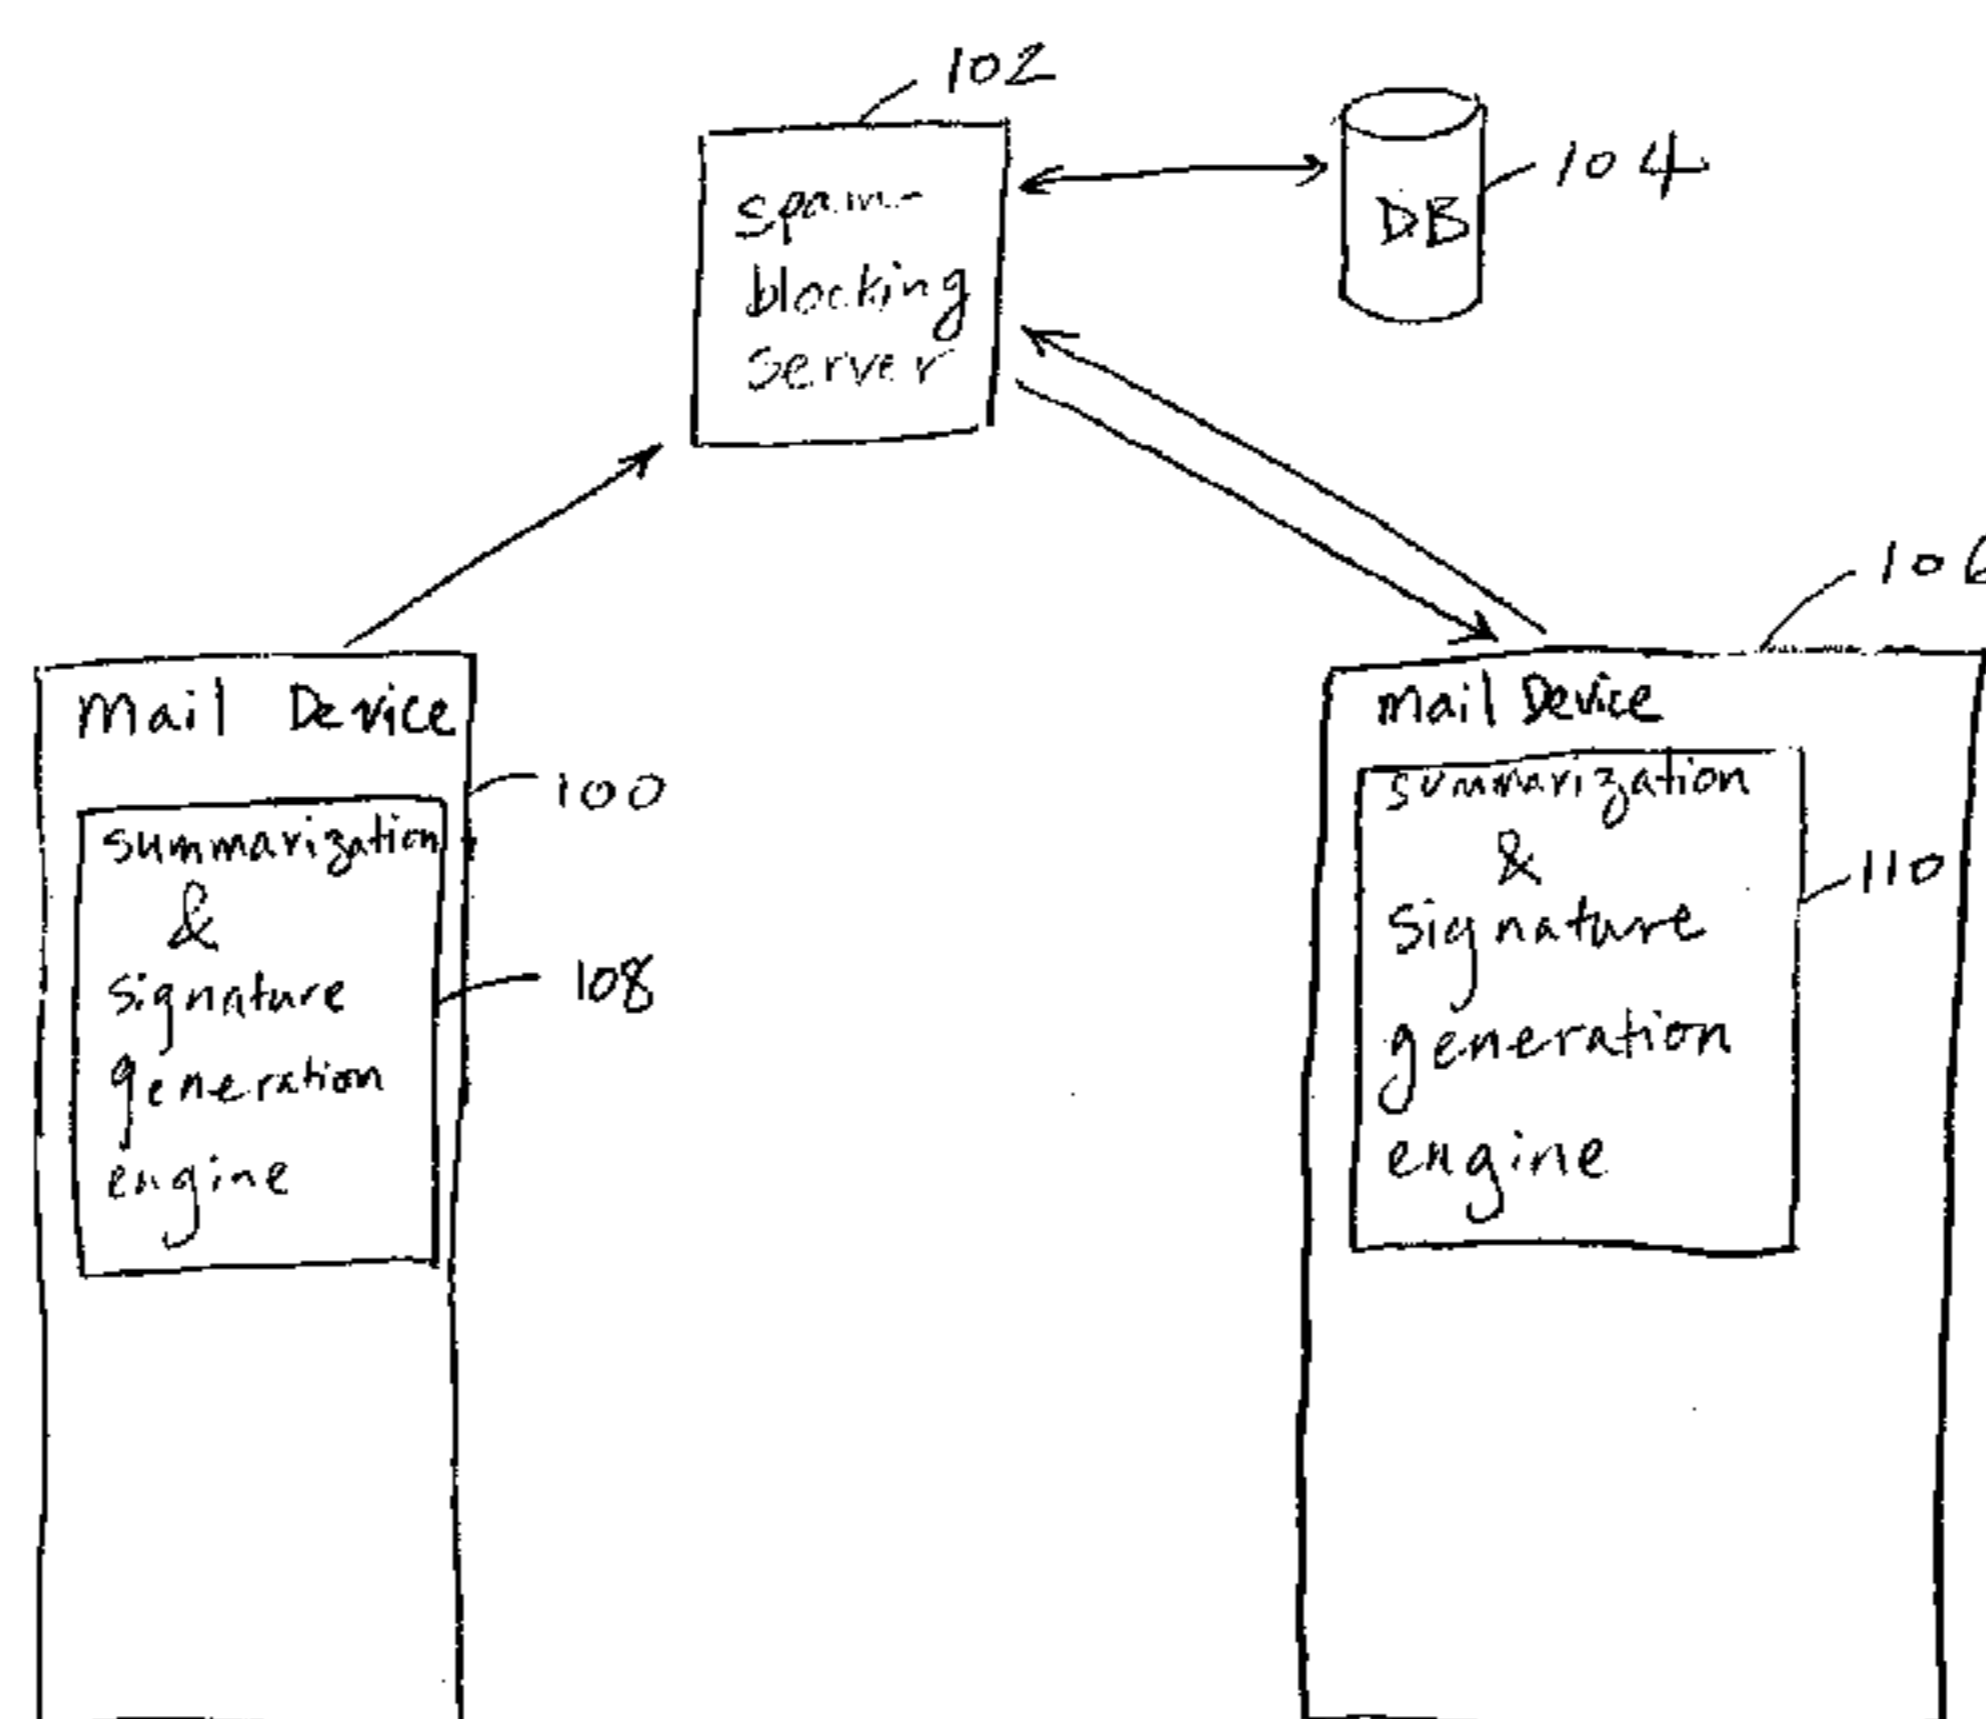 102
spam-
blocking
server
DB
104
106
Mail Device
100
summarization
&
signature
generation
engine
108
mail Device
summarization
&
signature
generation
engine
110